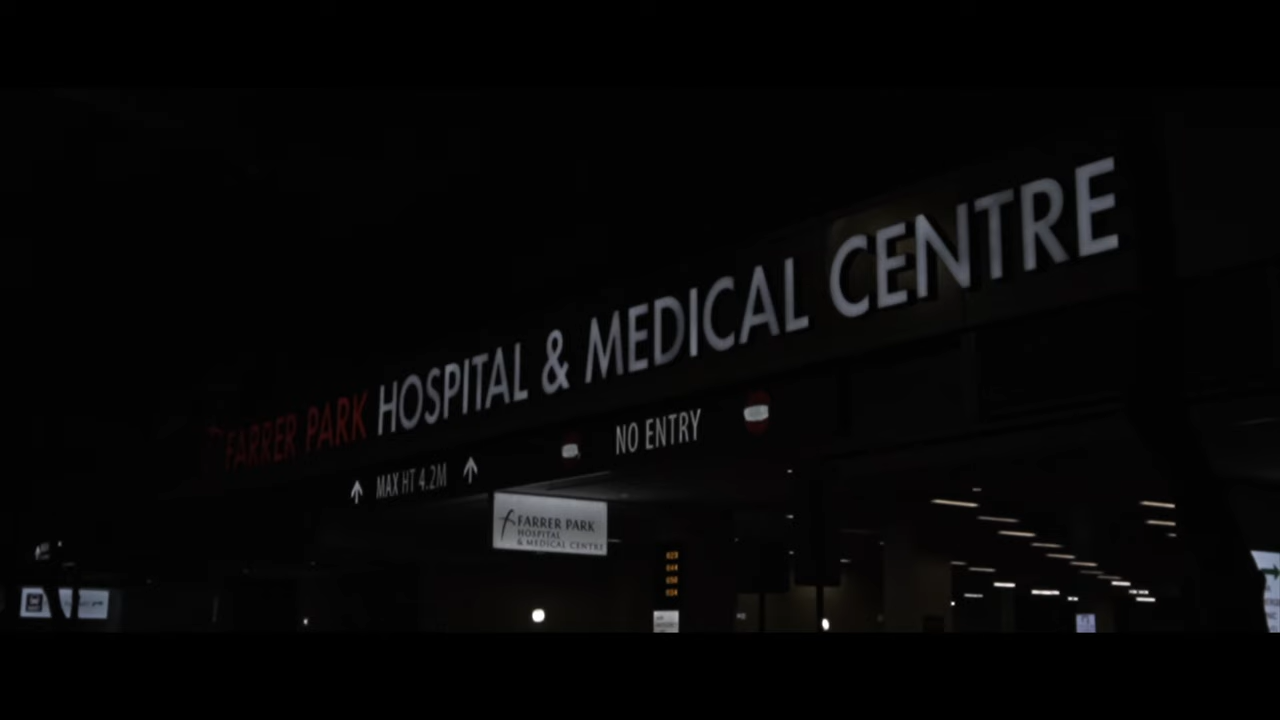 FARRER PARK HOSPITAL & MEDICAL CENTRE
MAX HT 4.2M
NO ENTRY
FARRER PARK
HOSPITAL
& MEDICAL CENTRE